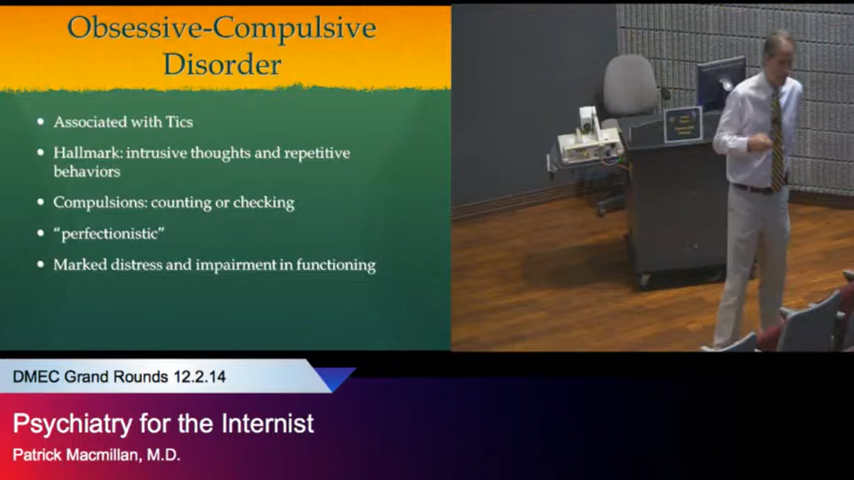 Obsessive-Compulsive
Disorder
• Associated with Tics
• Hallmark: intrusive thoughts and repetitive
behaviors
• Compulsions: counting or checking
• “perfectionistic”
• Marked distress and impairment in functioning
DMEC Grand Rounds 12.2.14
Psychiatry for the Internist
Patrick Macmillan, M.D.